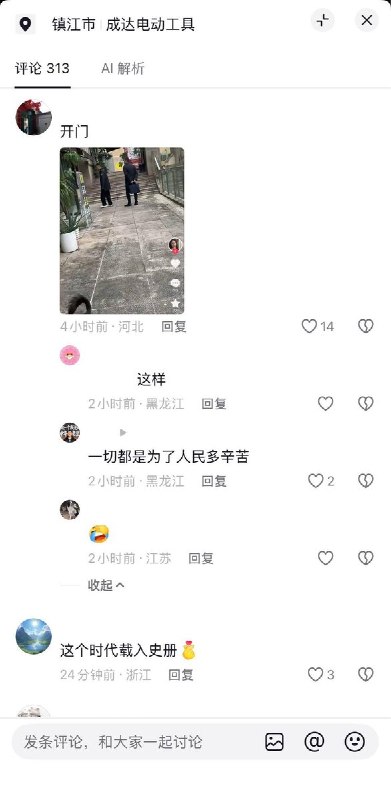 镇江市 成达电动工具
评论 313
AI 解析
开门
4小时前·河北 回复
14
这样
2小时前·黑龙江 回复
一切都是为了人民多辛苦
2小时前·黑龙江 回复
2
2小时前·江苏 回复
收起
这个时代载入史册
24分钟前·浙江 回复
3
发条评论，和大家一起讨论